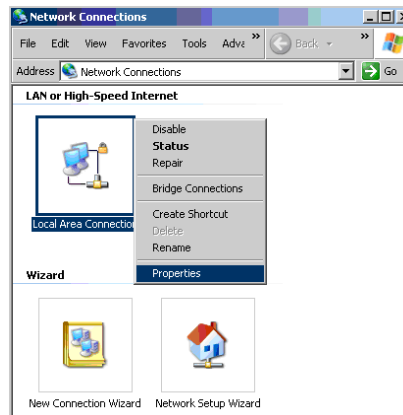 Network Connections
File Edit View Favorites Tools Adva » Back »
Address Network Connections Go
LAN or High-Speed Internet
Disable
Status
Repair
Bridge Connections
Create Shortcut
Delete
Rename
Properties
Local Area Connection
Wizard
New Connection Wizard Network Setup Wizard